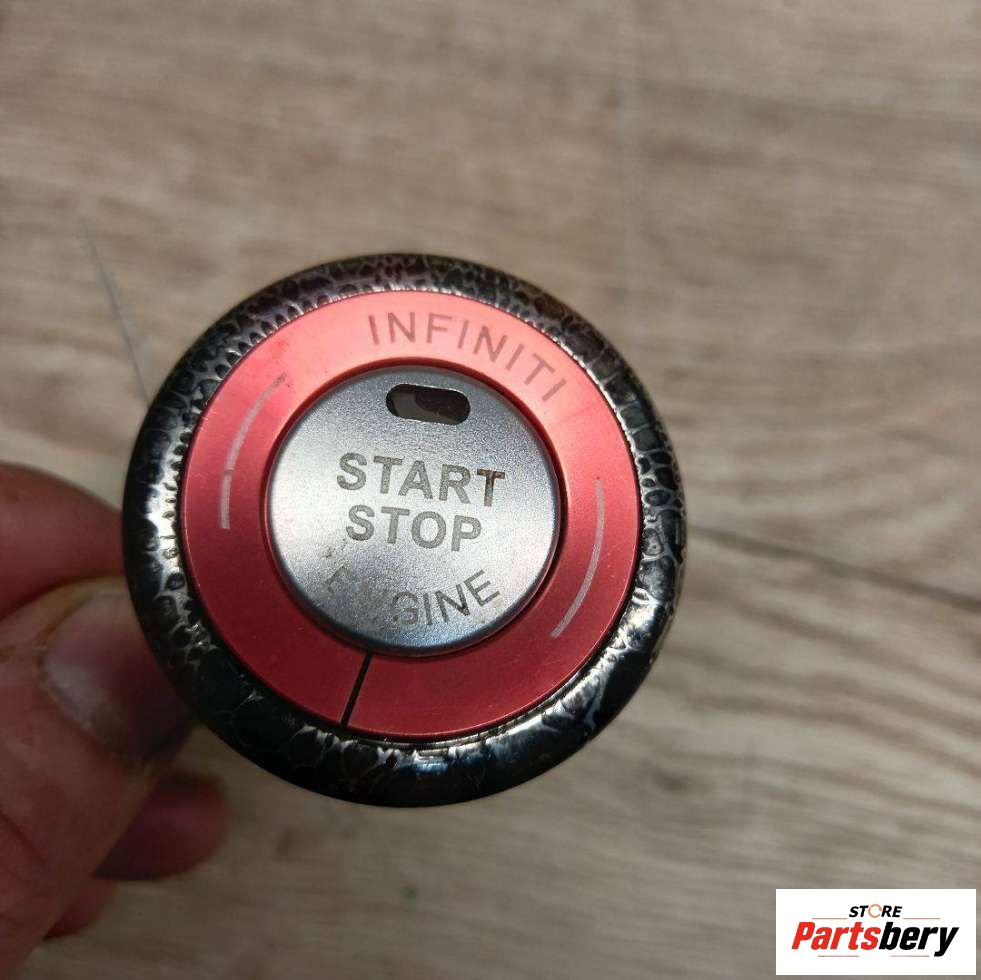 INFINITI
START
STOP
ENGINE
STORE
Partsbery